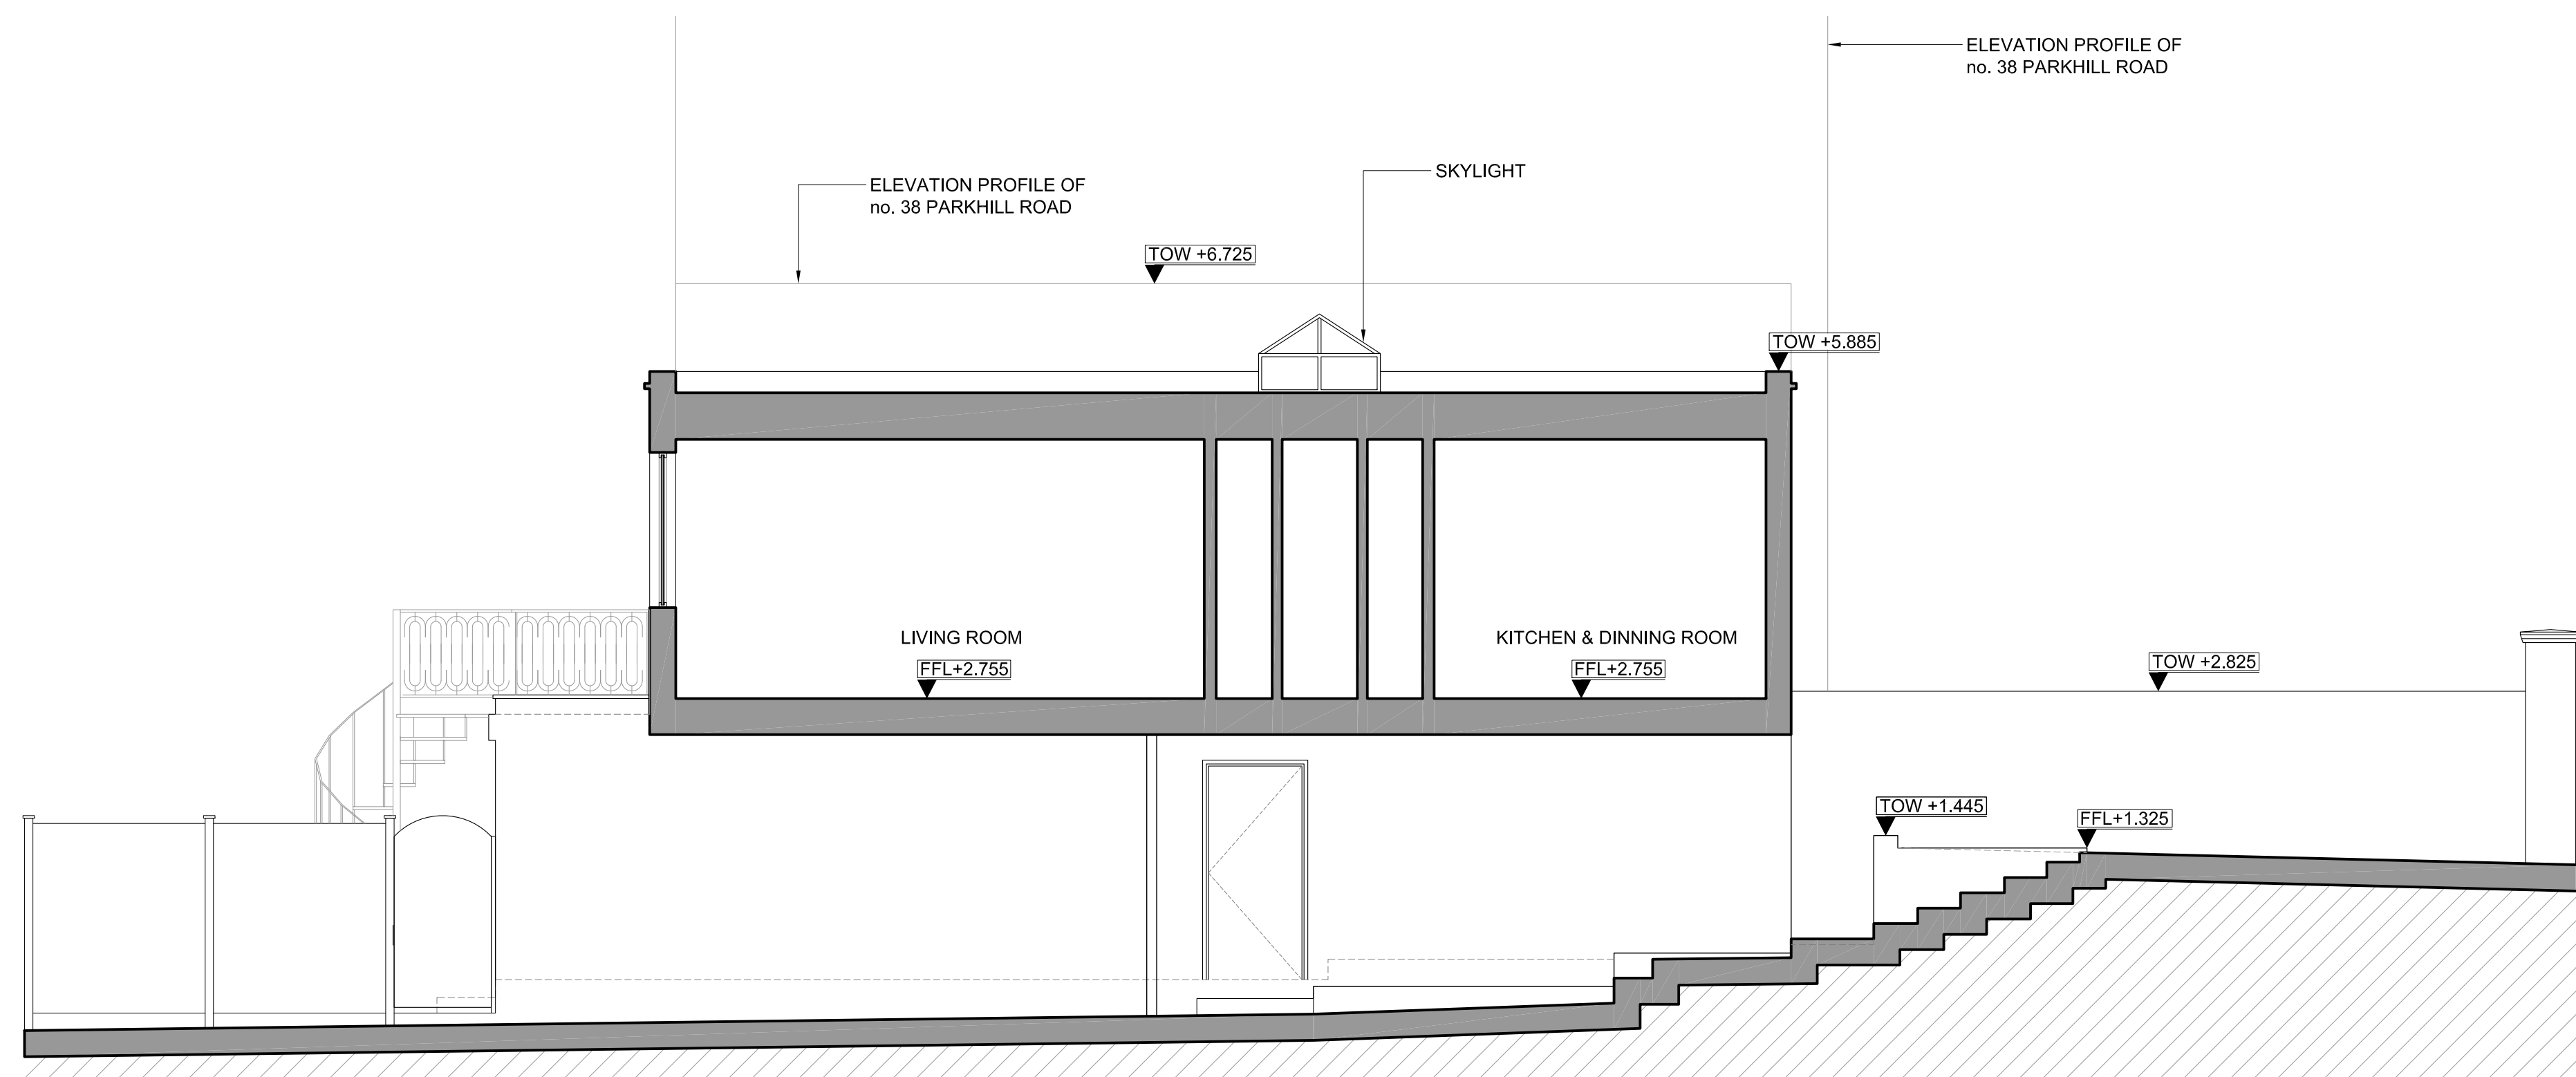 ELEVATION PROFILE OF
no. 38 PARKHILL ROAD
SKYLIGHT
ELEVATION PROFILE OF
no. 38 PARKHILL ROAD
TOW +6.725
TOW +5.885
LIVING ROOM
FFL+2.755
KITCHEN & DINNING ROOM
FFL+2.755
TOW +2.825
TOW +1.445
FFL+1.325